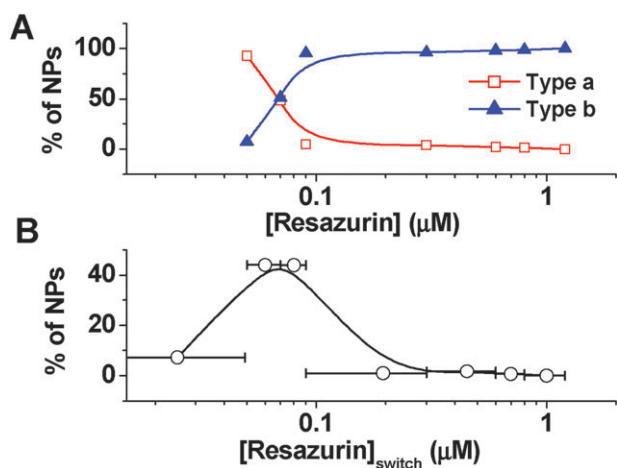 A
% of NPs
100
50
0
Type a
Type b
0.1
1
[Resazurin] (μM)
B
% of NPs
40
20
0
0.1
1
[Resazurin]switch (μM)